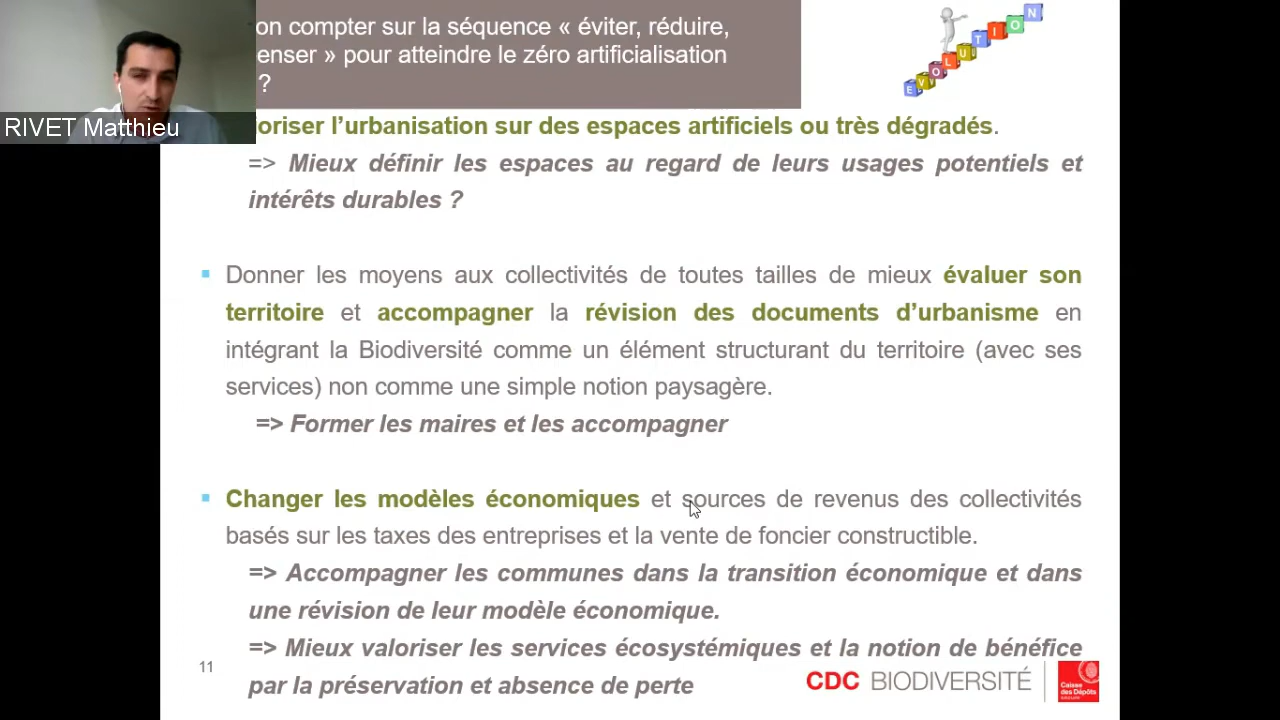 on compter sur la séquence « éviter, réduire,
enser » pour atteindre le zéro artificialisation
?
EVOLUTION
RIVET Matthieu
oriser l’urbanisation sur des espaces artificiels ou très dégradés.
=> Mieux définir les espaces au regard de leurs usages potentiels et
intérêts durables ?
Donner les moyens aux collectivités de toutes tailles de mieux évaluer son
territoire et accompagner la révision des documents d’urbanisme en
intégrant la Biodiversité comme un élément structurant du territoire (avec ses
services) non comme une simple notion paysagère.
=> Former les maires et les accompagner
Changer les modèles économiques et sources de revenus des collectivités
basés sur les taxes des entreprises et la vente de foncier constructible.
=> Accompagner les communes dans la transition économique et dans
une révision de leur modèle économique.
=> Mieux valoriser les services écosystémiques et la notion de bénéfice
par la préservation et absence de perte
11
CDC BIODIVERSITÉ
Caisse
des Dépôts